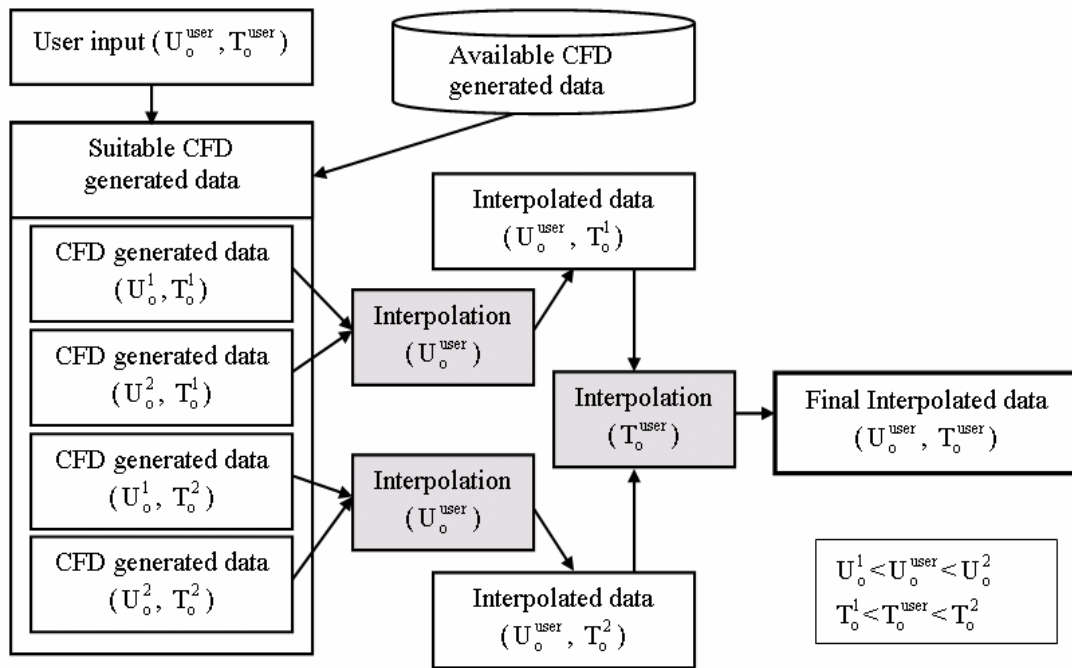 User input (U_o^user, T_o^user)
Available CFD
generated data
Suitable CFD
generated data
CFD generated data
(U_o^1, T_o^1)
CFD generated data
(U_o^2, T_o^1)
CFD generated data
(U_o^1, T_o^2)
CFD generated data
(U_o^2, T_o^2)
Interpolation
(U_o^user)
Interpolation
(U_o^user)
Interpolated data
(U_o^user, T_o^1)
Interpolated data
(U_o^user, T_o^2)
Interpolation
(T_o^user)
Final Interpolated data
(U_o^user, T_o^user)
U_o^1<U_o^user<U_o^2
T_o^1<T_o^user<T_o^2